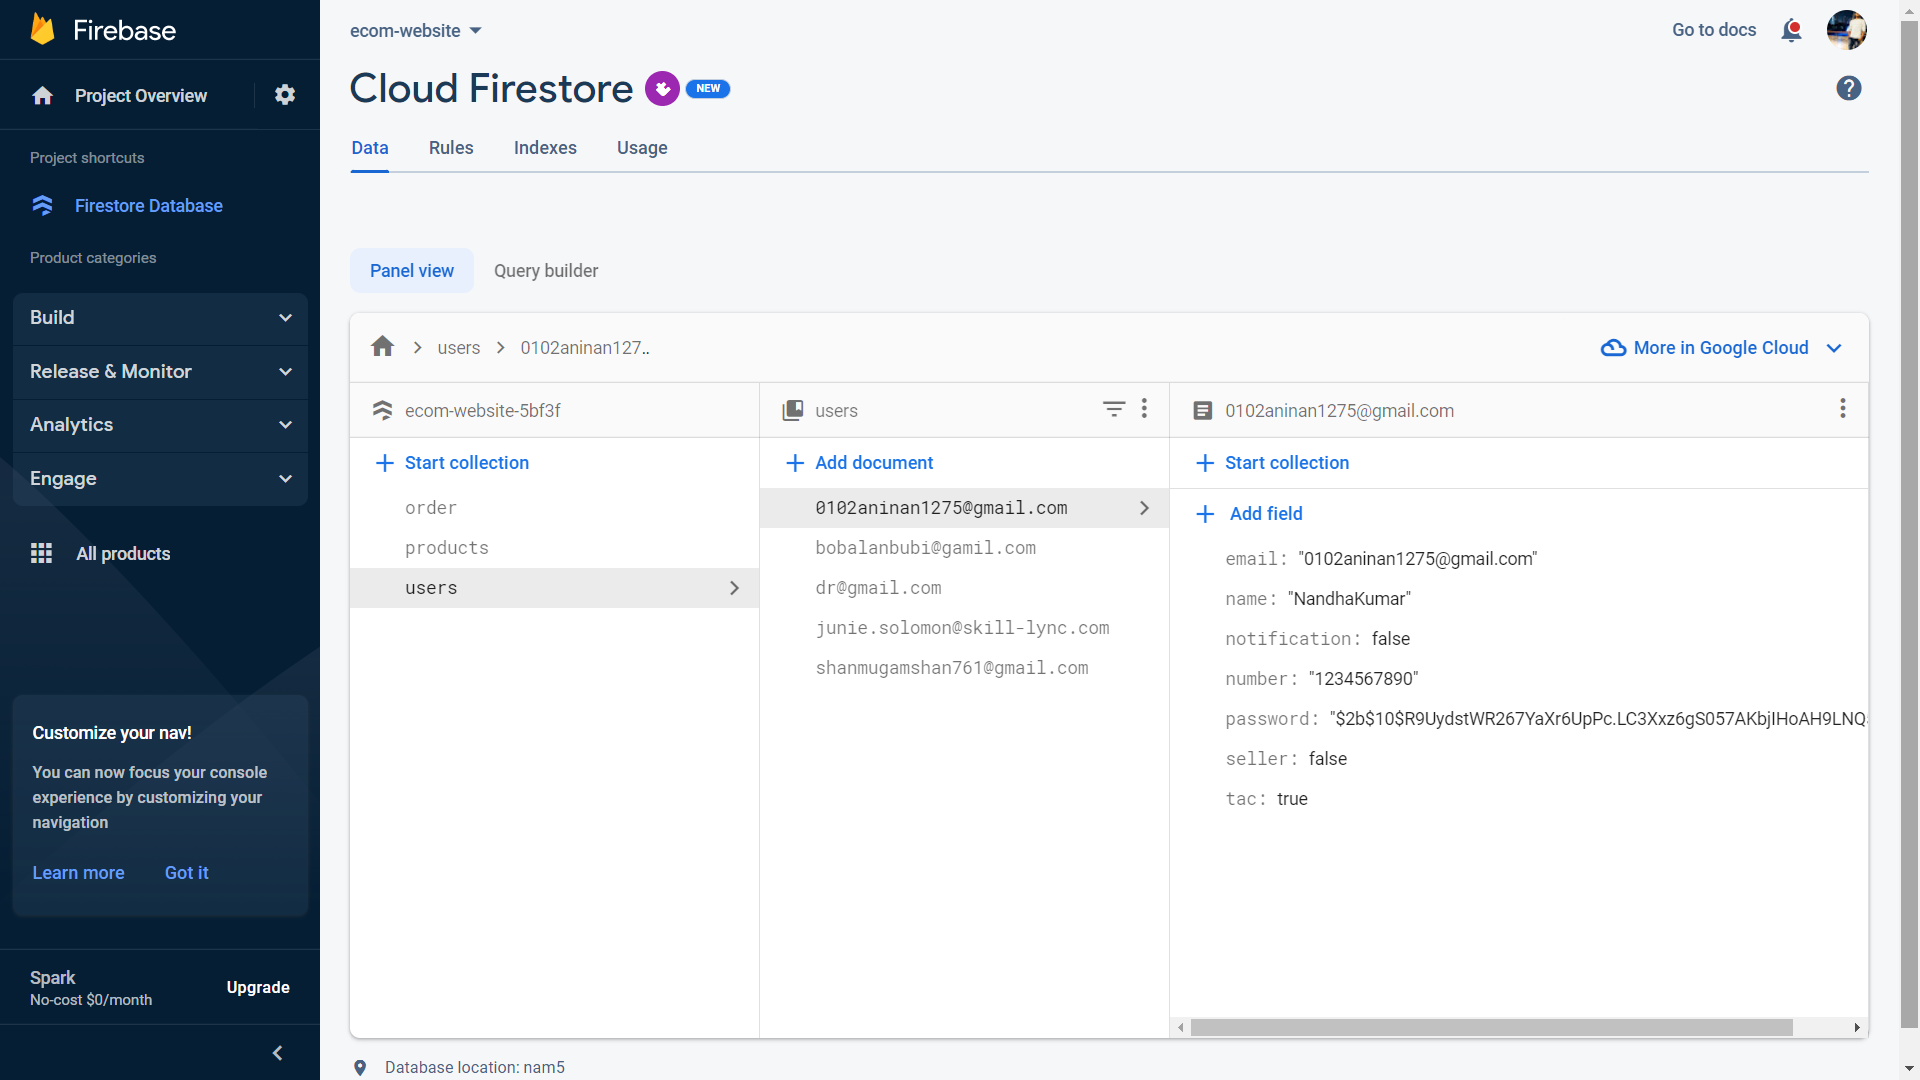 Firebase
Project Overview
Project shortcuts
Firestore Database
Product categories
Build
Release & Monitor
Analytics
Engage
All products
Customize your nav!
You can now focus your console
experience by customizing your
navigation
Learn more Got it
Spark
No-cost $0/month
Upgrade
ecom-website
Go to docs
Cloud Firestore NEW
Data Rules Indexes Usage
Panel view Query builder
users 0102aninan127..
More in Google Cloud
ecom-website-5bf3f
Start collection
order
products
users
users
Add document
0102aninan1275@gmail.com
bobalanbubi@gamil.com
dr@gmail.com
junie.solomon@skill-lync.com
shanmugamshan761@gmail.com
0102aninan1275@gmail.com
Start collection
Add field
email: "0102aninan1275@gmail.com"
name: "NandhaKumar"
notification: false
number: "1234567890"
password: "$2b$10$R9UydstWR267YaXr6UpPc.LC3Xxz6gS057AKbjIHoAH9LNQ
seller: false
tac: true
Database location: nam5